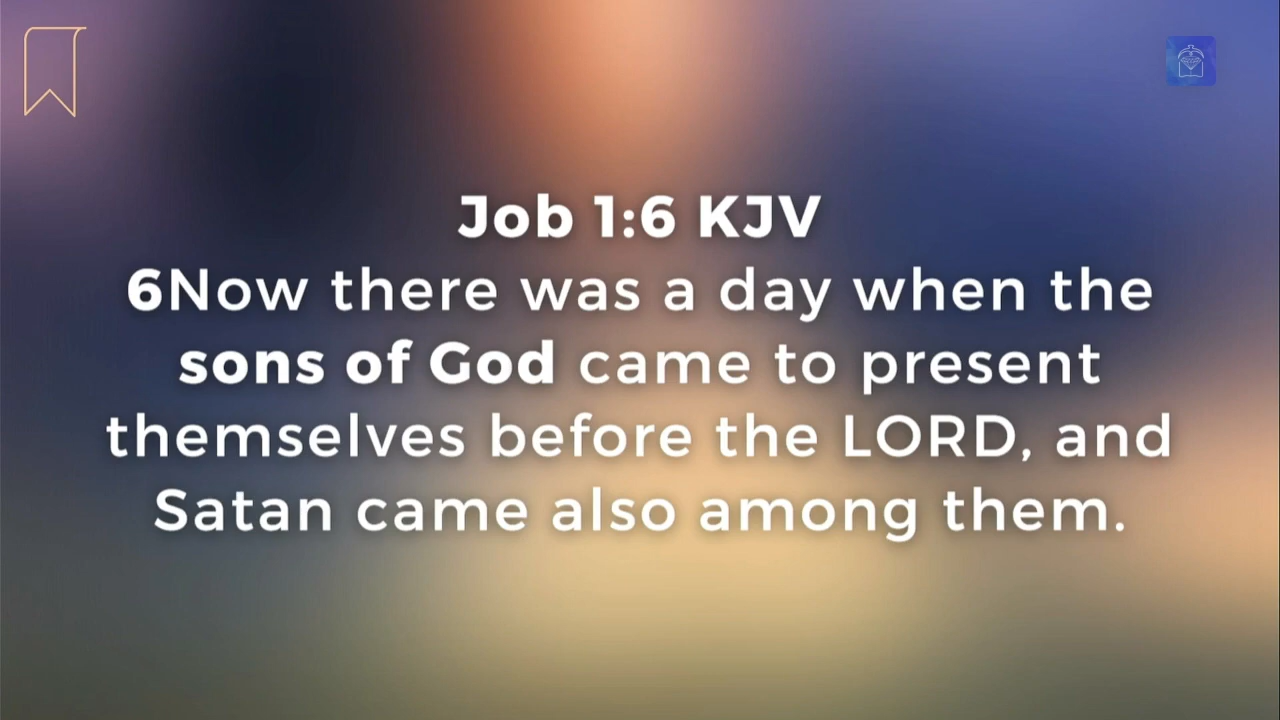 Job 1:6 KJV
6Now there was a day when the
sons of God came to present
themselves before the LORD, and
Satan came also among them.